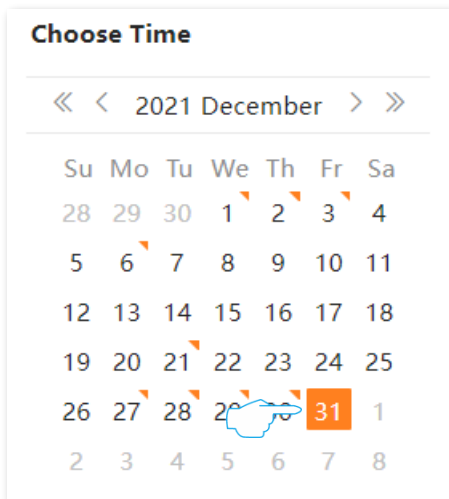 Choose Time
« < 2021 December > »
Su Mo Tu We Th Fr Sa
28 29 30 1 2 3 4
5 6 7 8 9 10 11
12 13 14 15 16 17 18
19 20 21 22 23 24 25
26 27 28 29 30 31 1
2 3 4 5 6 7 8